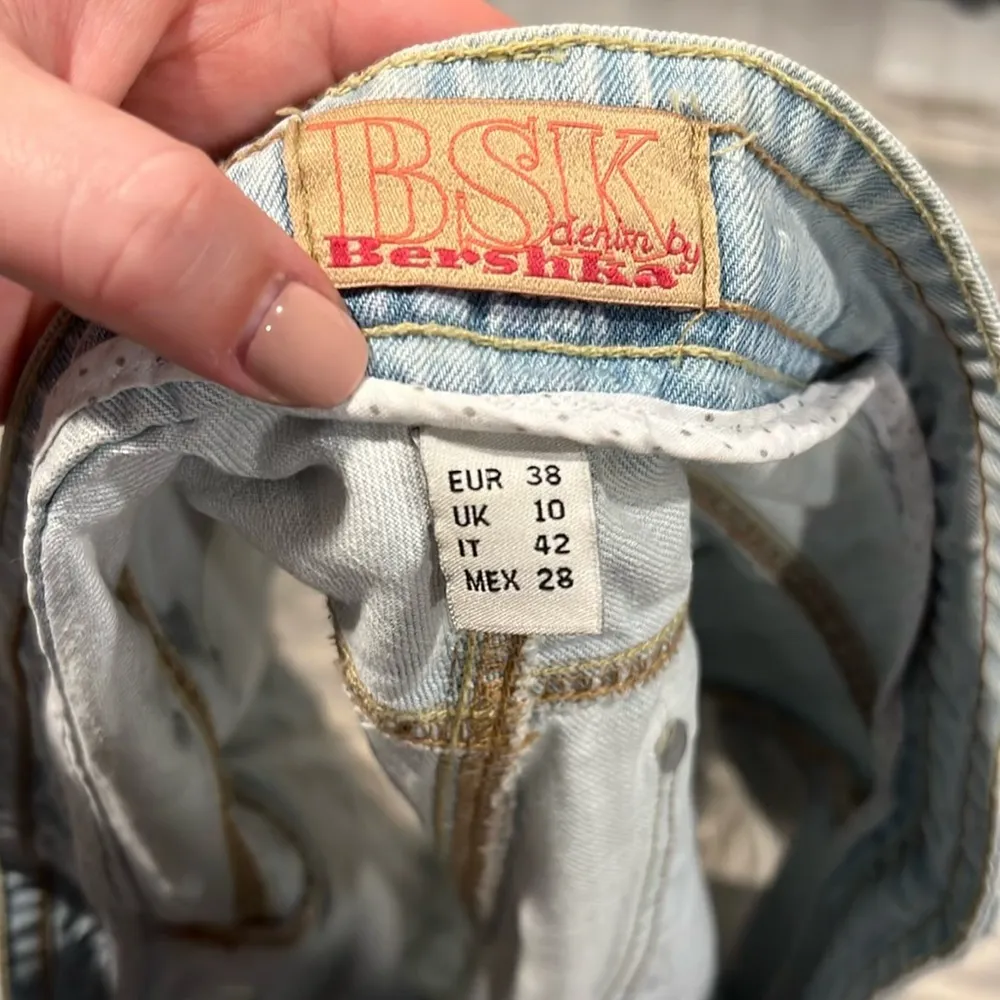 BSK
denim by
Bershka
EUR 38
UK 10
IT 42
MEX 28